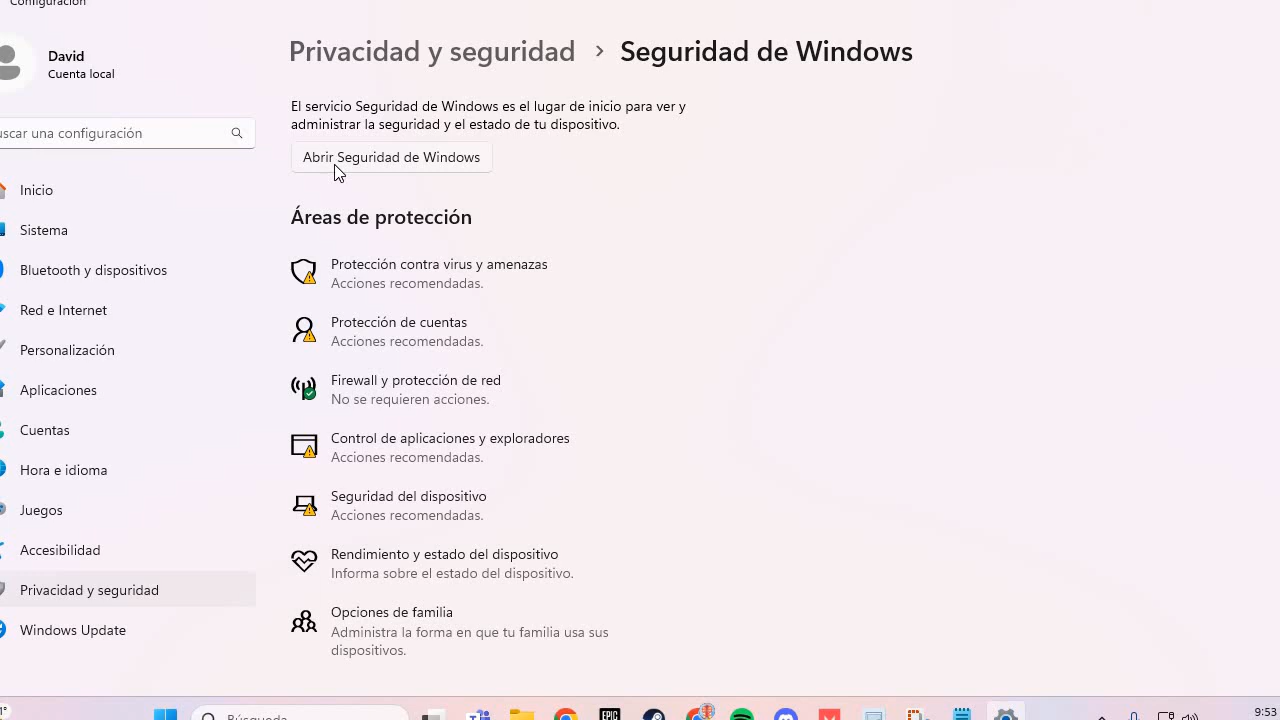 Configuración
David
Cuenta local
Privacidad y seguridad > Seguridad de Windows
El servicio Seguridad de Windows es el lugar de inicio para ver y
administrar la seguridad y el estado de tu dispositivo.
uscar una configuración
Abrir Seguridad de Windows
Inicio
Sistema
Bluetooth y dispositivos
Red e Internet
Personalización
Aplicaciones
Cuentas
Hora e idioma
Juegos
Accesibilidad
Privacidad y seguridad
Windows Update
Áreas de protección
Protección contra virus y amenazas
Acciones recomendadas.
Protección de cuentas
Acciones recomendadas.
Firewall y protección de red
No se requieren acciones.
Control de aplicaciones y exploradores
Acciones recomendadas.
Seguridad del dispositivo
Acciones recomendadas.
Rendimiento y estado del dispositivo
Informa sobre el estado del dispositivo.
Opciones de familia
Administra la forma en que tu familia usa sus
dispositivos.
Búsqueda
EPIC
9:53